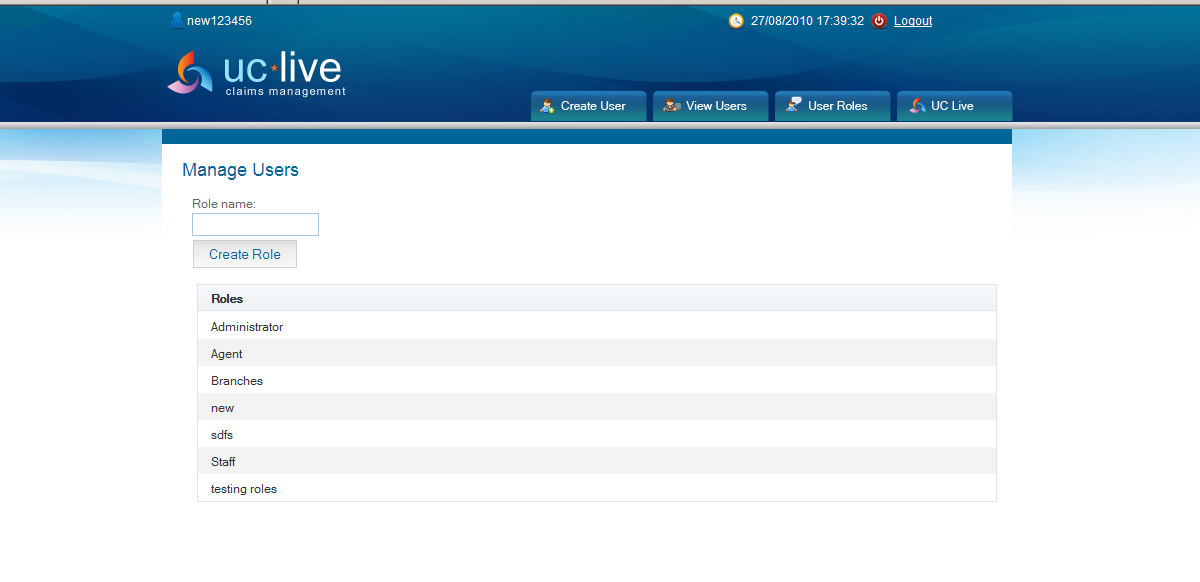 new123456
27/08/2010 17:39:32 Logout
uc live
claims management
Create User View Users User Roles UC Live
Manage Users
Role name:
Create Role
Roles
Administrator
Agent
Branches
new
sdfs
Staff
testing roles